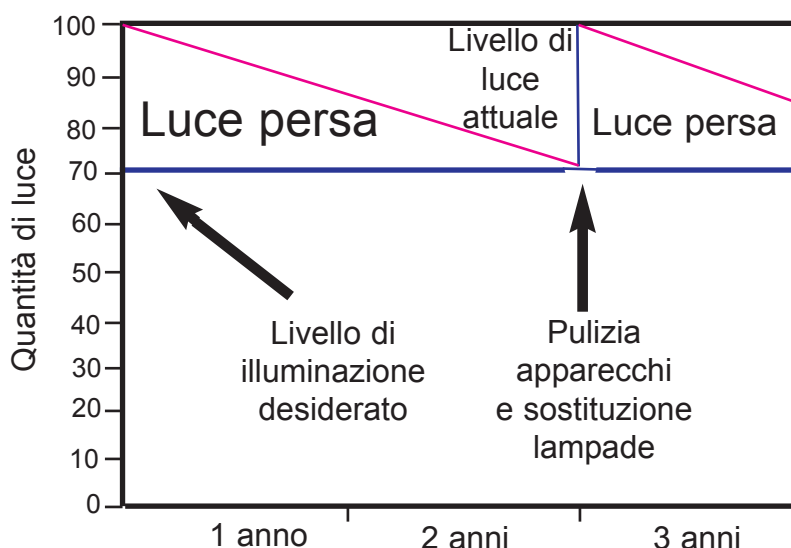 Quantità di luce
100
90
80
70
60
50
40
30
20
10
0
Luce persa
Livello di
luce
attuale
Luce persa
Livello di
illuminazione
desiderato
Pulizia
apparecchi
e sostituzione
lampade
1 anno
2 anni
3 anni